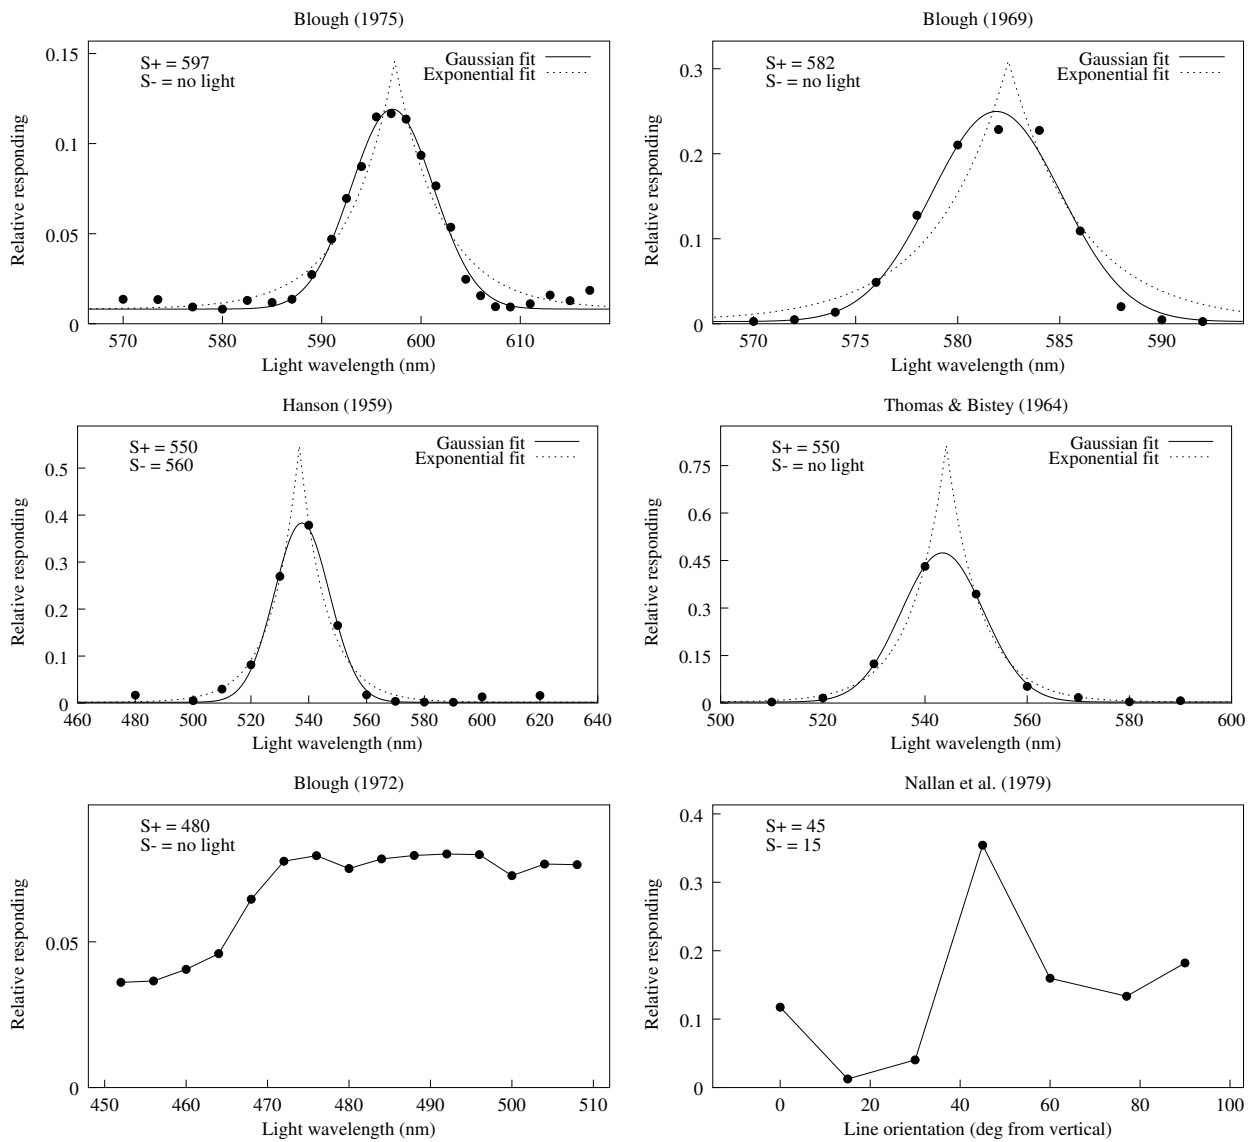 Blough (1975)
S+ = 597
S- = no light
Gaussian fit
Exponential fit
Relative responding
0.15
0.1
0.05
0
570 580 590 600 610
Light wavelength (nm)
Blough (1969)
S+ = 582
S- = no light
Gaussian fit
Exponential fit
Relative responding
0.3
0.2
0.1
0
570 575 580 585 590
Light wavelength (nm)
Hanson (1959)
S+ = 550
S- = 560
Gaussian fit
Exponential fit
Relative responding
0.5
0.4
0.3
0.2
0.1
0
460 480 500 520 540 560 580 600 620 640
Light wavelength (nm)
Thomas & Bistey (1964)
S+ = 550
S- = no light
Gaussian fit
Exponential fit
Relative responding
0.75
0.6
0.45
0.3
0.15
0
500 520 540 560 580 600
Light wavelength (nm)
Blough (1972)
S+ = 480
S- = no light
Relative responding
0.05
0
450 460 470 480 490 500 510
Light wavelength (nm)
Nallan et al. (1979)
S+ = 45
S- = 15
Relative responding
0.4
0.3
0.2
0.1
0
0 20 40 60 80 100
Line orientation (deg from vertical)